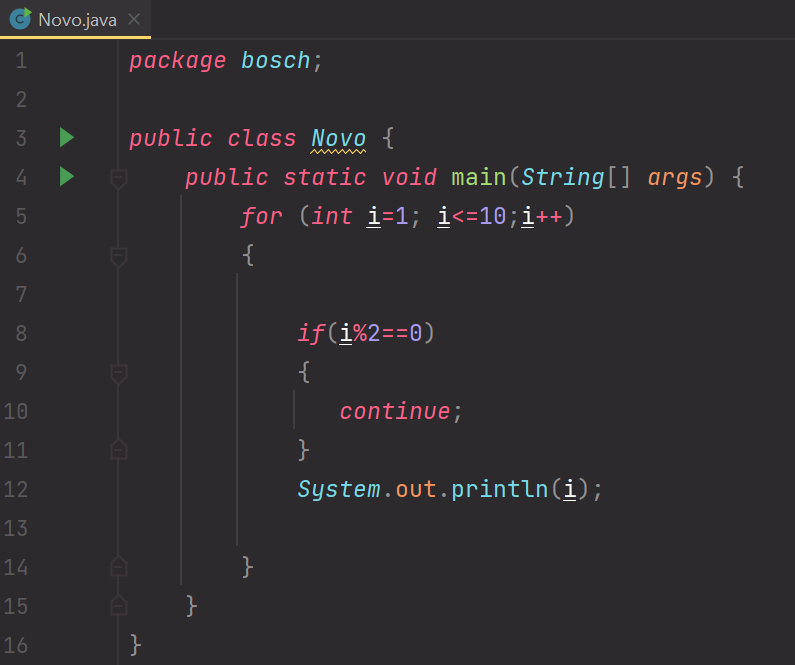 Novo.java
1 package bosch;
2
3 public class Novo {
4 public static void main(String[] args) {
5 for (int i=1; i<=10;i++)
6 {
7
8 if(i%2==0)
9 {
10 continue;
11 }
12 System.out.println(i);
13
14 }
15 }
16 }